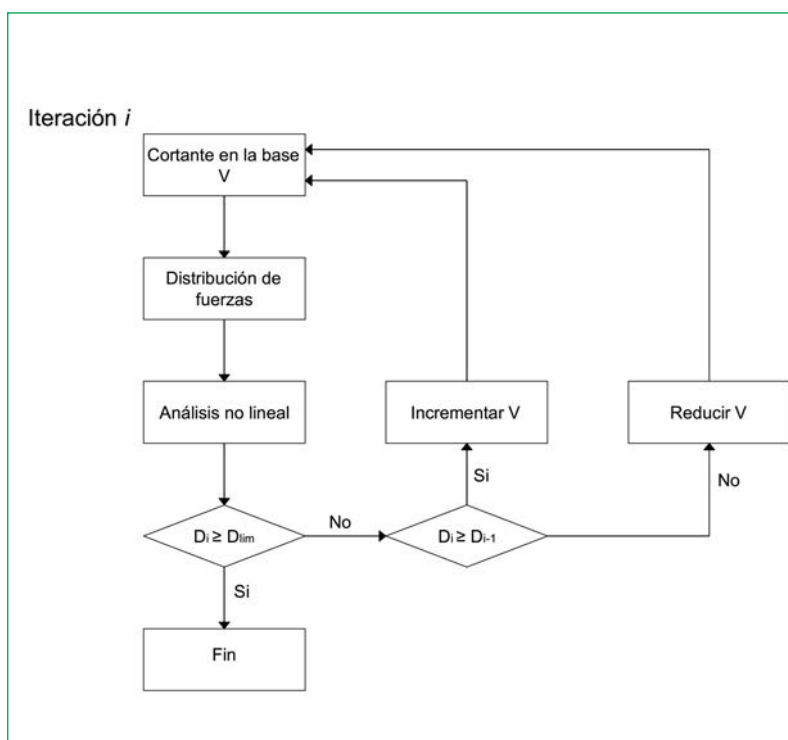 Iteración i
Cortante en la base
V
Distribución de
fuerzas
Análisis no lineal
Incrementar V
Reducir V
Si
No
Di ≥ Dlim
No
Di ≥ Di-1
Si
Fin